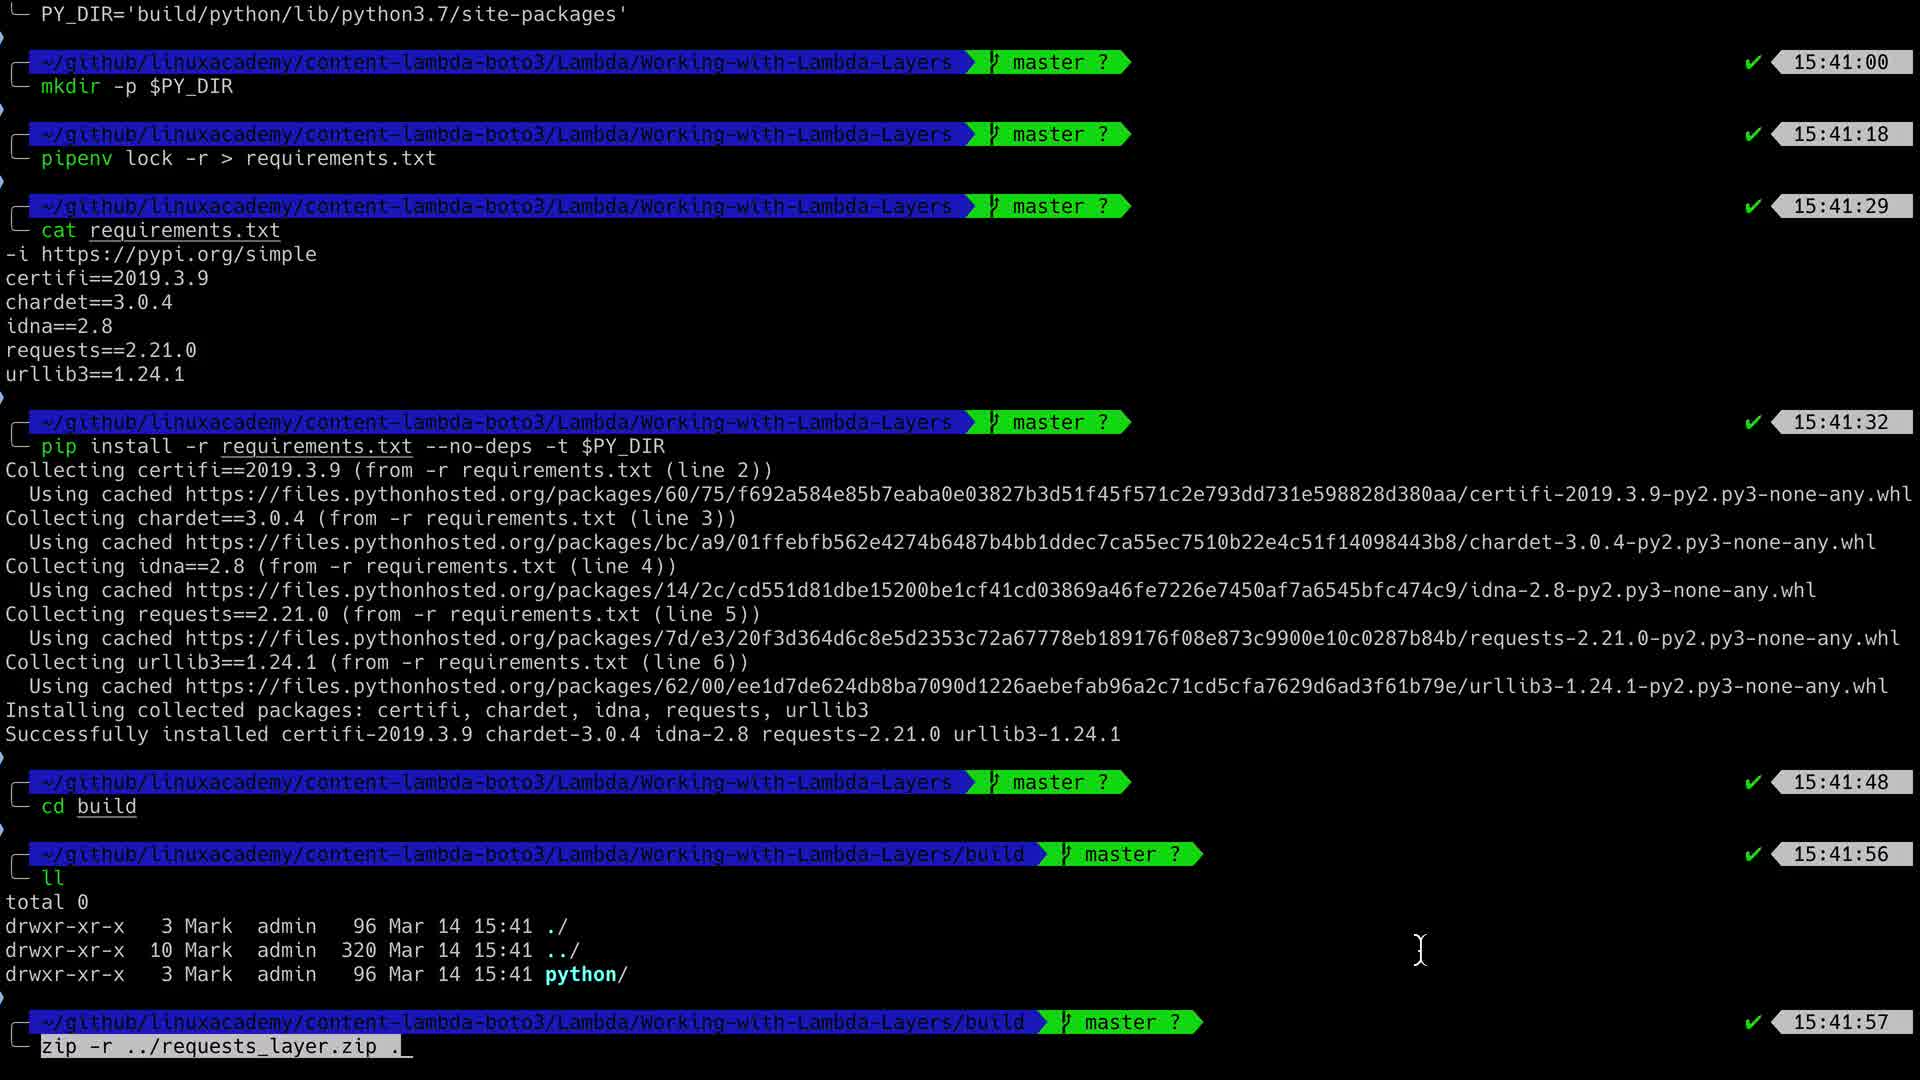 PY_DIR='build/python/lib/python3.7/site-packages'
~/github/linuxacademy/content-lambda-boto3/Lambda/Working-with-Lambda-Layers master ? ✔ 15:41:00
mkdir -p $PY_DIR
~/github/linuxacademy/content-lambda-boto3/Lambda/Working-with-Lambda-Layers master ? ✔ 15:41:18
pipenv lock -r > requirements.txt
~/github/linuxacademy/content-lambda-boto3/Lambda/Working-with-Lambda-Layers master ? ✔ 15:41:29
cat requirements.txt
-i https://pypi.org/simple
certifi==2019.3.9
chardet==3.0.4
idna==2.8
requests==2.21.0
urllib3==1.24.1
~/github/linuxacademy/content-lambda-boto3/Lambda/Working-with-Lambda-Layers master ? ✔ 15:41:32
pip install -r requirements.txt --no-deps -t $PY_DIR
Collecting certifi==2019.3.9 (from -r requirements.txt (line 2))
  Using cached https://files.pythonhosted.org/packages/60/75/f692a584e85b7eaba0e03827b3d51f45f571c2e793dd731e598828d380aa/certifi-2019.3.9-py2.py3-none-any.whl
Collecting chardet==3.0.4 (from -r requirements.txt (line 3))
  Using cached https://files.pythonhosted.org/packages/bc/a9/01ffebfb562e4274b6487b4bb1ddec7ca55ec7510b22e4c51f14098443b8/chardet-3.0.4-py2.py3-none-any.whl
Collecting idna==2.8 (from -r requirements.txt (line 4))
  Using cached https://files.pythonhosted.org/packages/14/2c/cd551d81dbe15200be1cf41cd03869a46fe7226e7450af7a6545bfc474c9/idna-2.8-py2.py3-none-any.whl
Collecting requests==2.21.0 (from -r requirements.txt (line 5))
  Using cached https://files.pythonhosted.org/packages/7d/e3/20f3d364d6c8e5d2353c72a67778eb189176f08e873c9900e10c0287b84b/requests-2.21.0-py2.py3-none-any.whl
Collecting urllib3==1.24.1 (from -r requirements.txt (line 6))
  Using cached https://files.pythonhosted.org/packages/62/00/ee1d7de624db8ba7090d1226aebefab96a2c71cd5cfa7629d6ad3f61b79e/urllib3-1.24.1-py2.py3-none-any.whl
Installing collected packages: certifi, chardet, idna, requests, urllib3
Successfully installed certifi-2019.3.9 chardet-3.0.4 idna-2.8 requests-2.21.0 urllib3-1.24.1
~/github/linuxacademy/content-lambda-boto3/Lambda/Working-with-Lambda-Layers master ? ✔ 15:41:48
cd build
~/github/linuxacademy/content-lambda-boto3/Lambda/Working-with-Lambda-Layers/build master ? ✔ 15:41:56
ll
total 0
drwxr-xr-x   3 Mark  admin   96 Mar 14 15:41 ./
drwxr-xr-x  10 Mark  admin  320 Mar 14 15:41 ../
drwxr-xr-x   3 Mark  admin   96 Mar 14 15:41 python/
~/github/linuxacademy/content-lambda-boto3/Lambda/Working-with-Lambda-Layers/build master ? ✔ 15:41:57
zip -r ../requests_layer.zip .